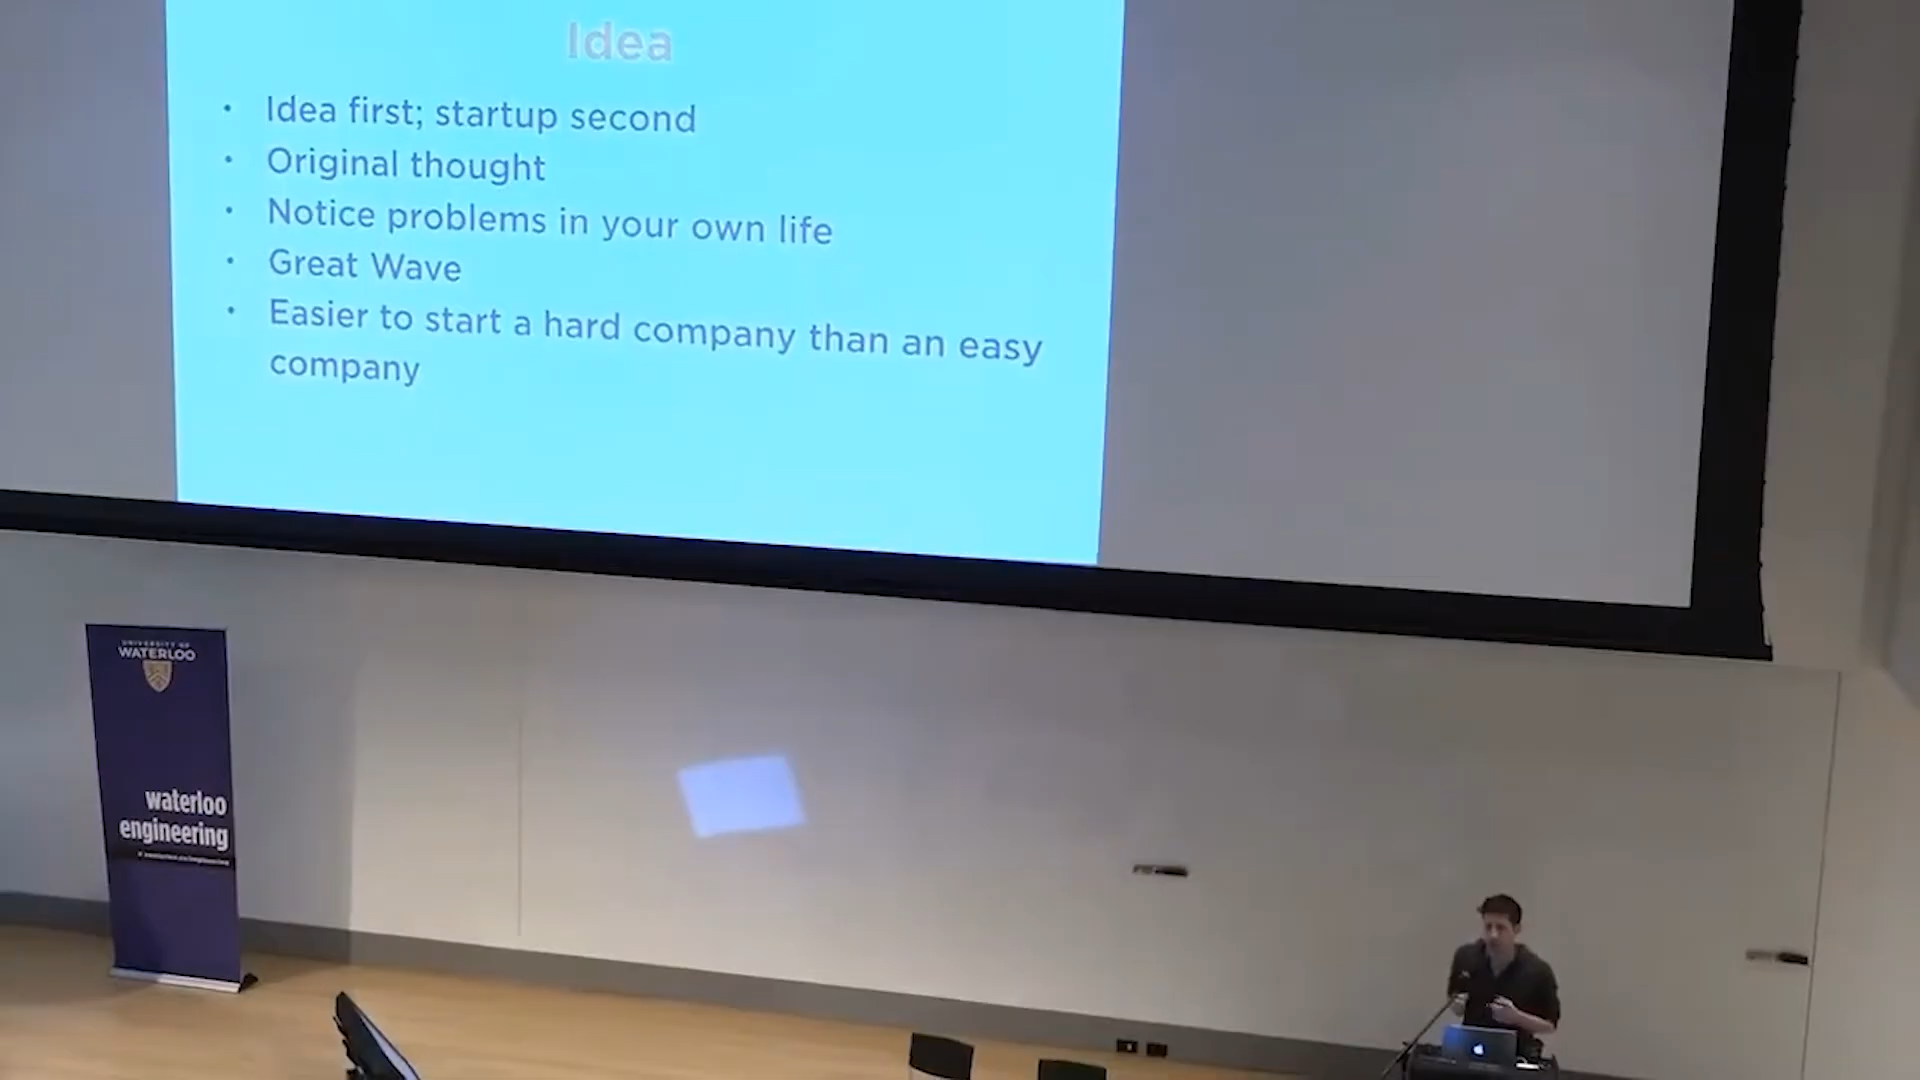 Idea
• Idea first; startup second
• Original thought
• Notice problems in your own life
• Great Wave
• Easier to start a hard company than an easy
company
UNIVERSITY OF
WATERLOO
waterloo
engineering